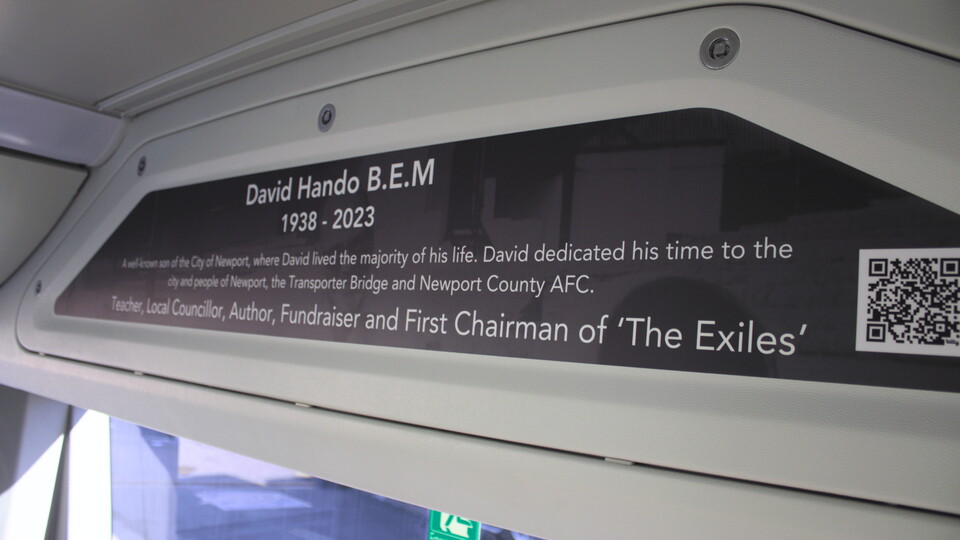 David Hando B.E.M
1938 - 2023
A well-known son of the City of Newport, where David lived the majority of his life. David dedicated his time to the
city and people of Newport, the Transporter Bridge and Newport County AFC.
Teacher, Local Councillor, Author, Fundraiser and First Chairman of ‘The Exiles’